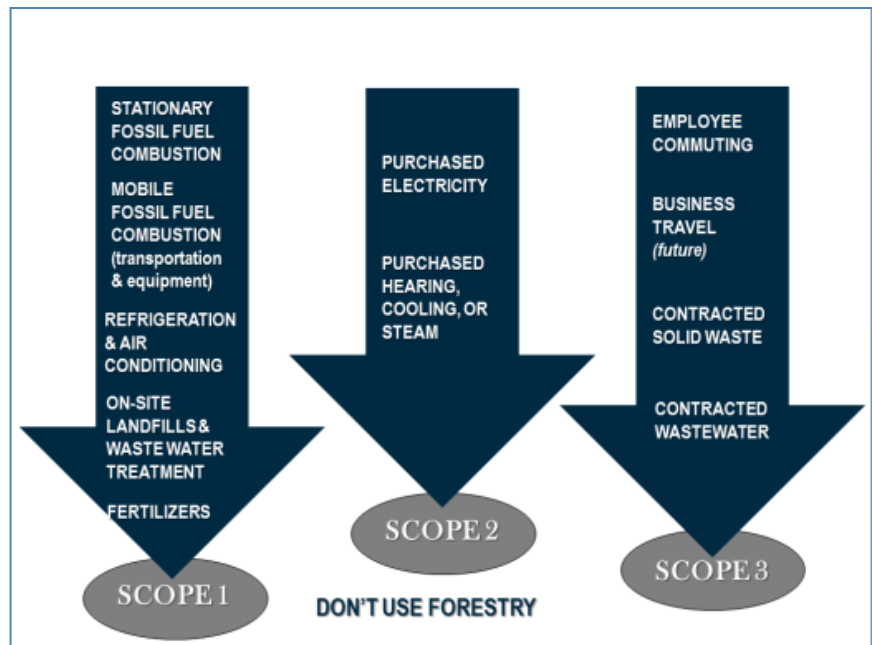 STATIONARY
FOSSIL FUEL
COMBUSTION
MOBILE
FOSSIL FUEL
COMBUSTION
(transportation
& equipment)
REFRIGERATION
& AIR
CONDITIONING
ON-SITE
LANDFILLS &
WASTE WATER
TREATMENT
FERTILIZERS
SCOPE 1
PURCHASED
ELECTRICITY
PURCHASED
HEARING,
COOLING, OR
STEAM
SCOPE 2
EMPLOYEE
COMMUTING
BUSINESS
TRAVEL
(future)
CONTRACTED
SOLID WASTE
CONTRACTED
WASTEWATER
SCOPE 3
DON'T USE FORESTRY